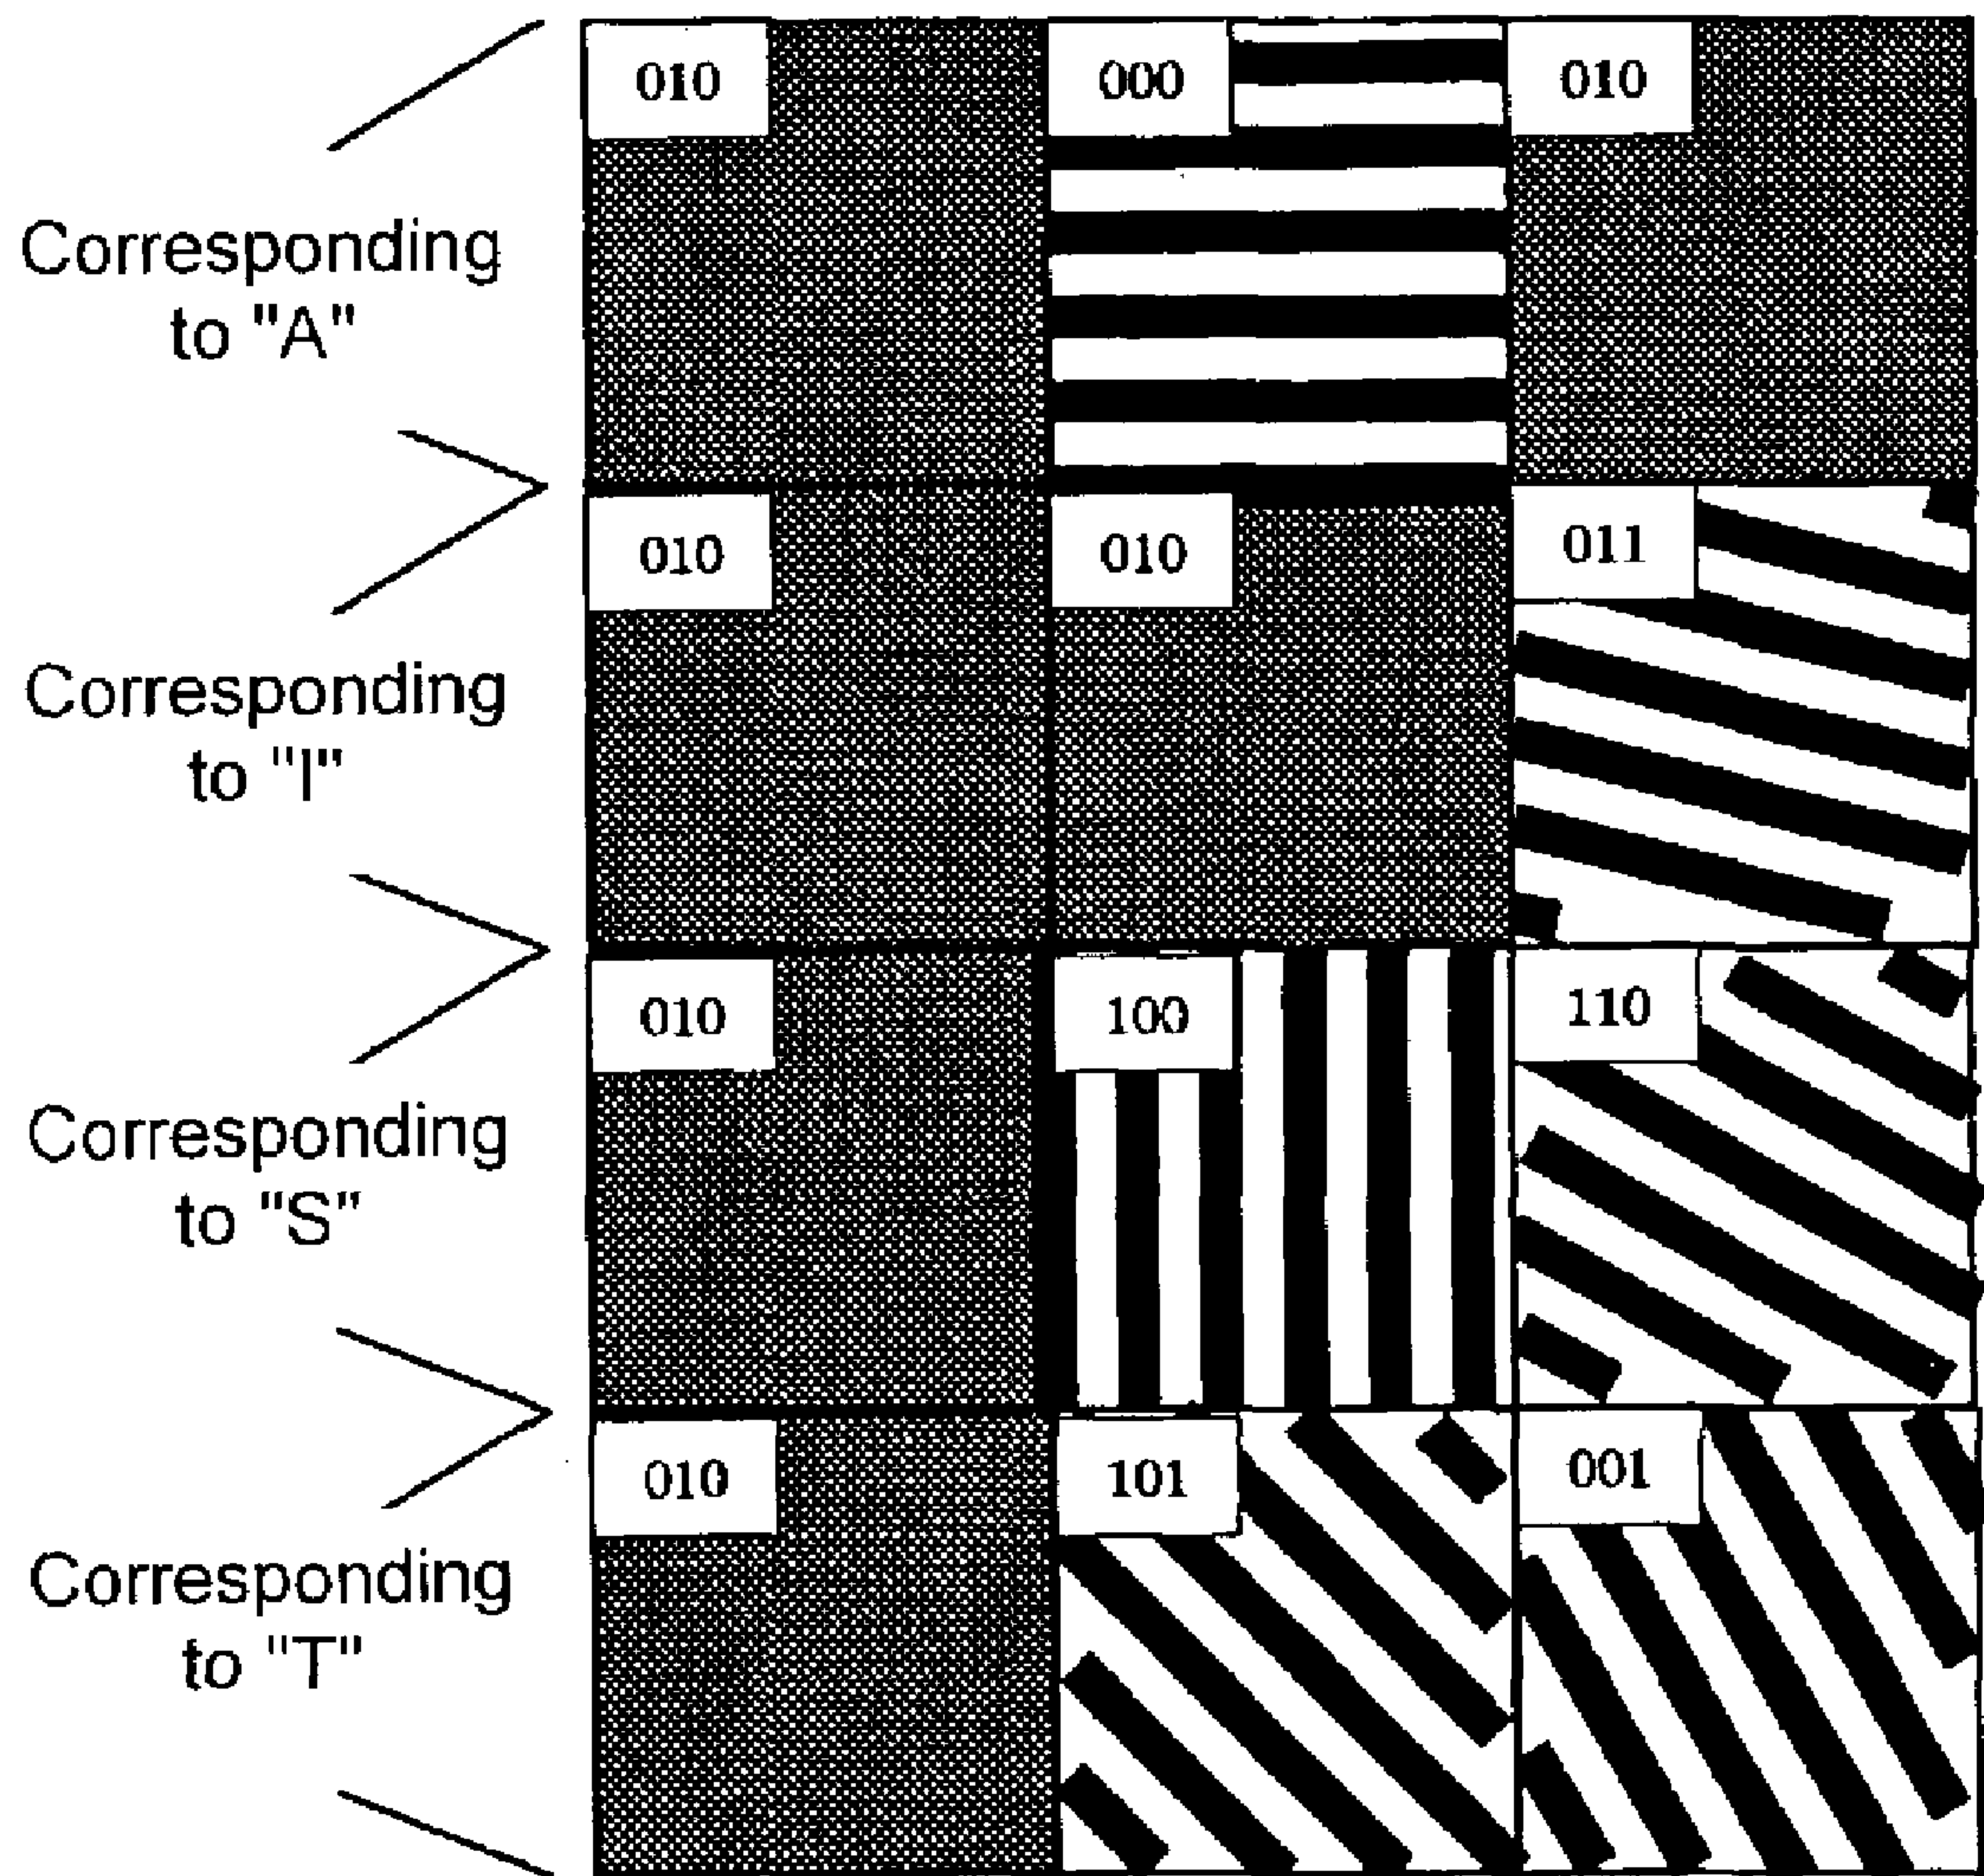 010 000 010
Corresponding
to "A"
010 010 011
Corresponding
to "I"
010 100 110
Corresponding
to "S"
010 101 001
Corresponding
to "T"